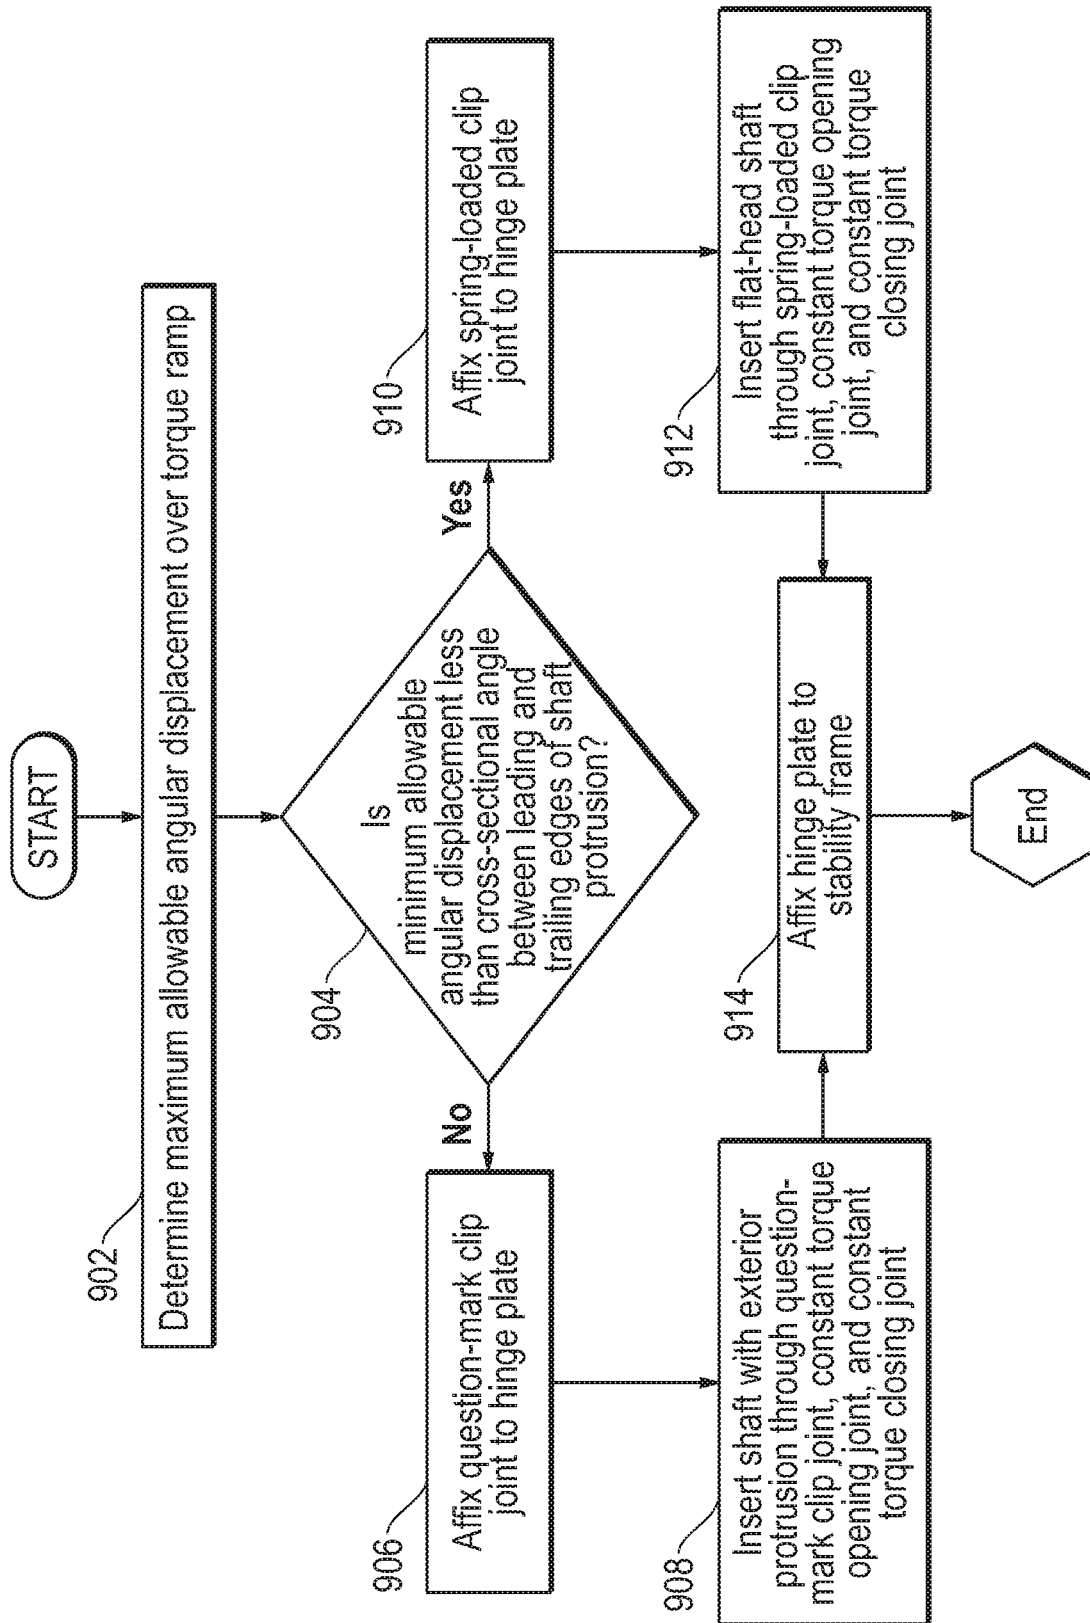 START
902
Determine maximum allowable angular displacement over torque ramp
904
Is
minimum allowable
angular displacement less
than cross-sectional angle
between leading and
trailing edges of shaft
protrusion?
No
Yes
906
Affix question-mark clip
joint to hinge plate
910
Affix spring-loaded clip
joint to hinge plate
908
Insert shaft with exterior
protrusion through question-
mark clip joint, constant torque
opening joint, and constant
torque closing joint
912
Insert flat-head shaft
through spring-loaded clip
joint, constant torque opening
joint, and constant torque
closing joint
914
Affix hinge plate to
stability frame
End